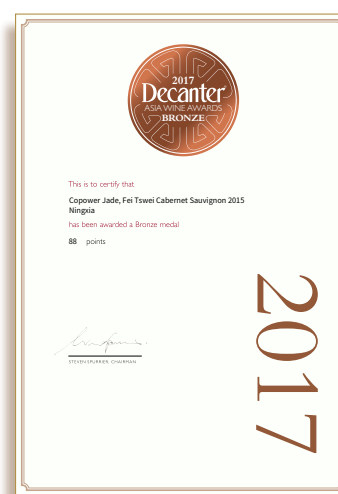 2017
Decanter
ASIA WINE AWARDS
BRONZE
This is to certify that
Copower Jade, Fei Tswei Cabernet Sauvignon 2015
Ningxia
has been awarded a Bronze medal
88 points
STEVEN SPURRIER, CHAIRMAN
2017